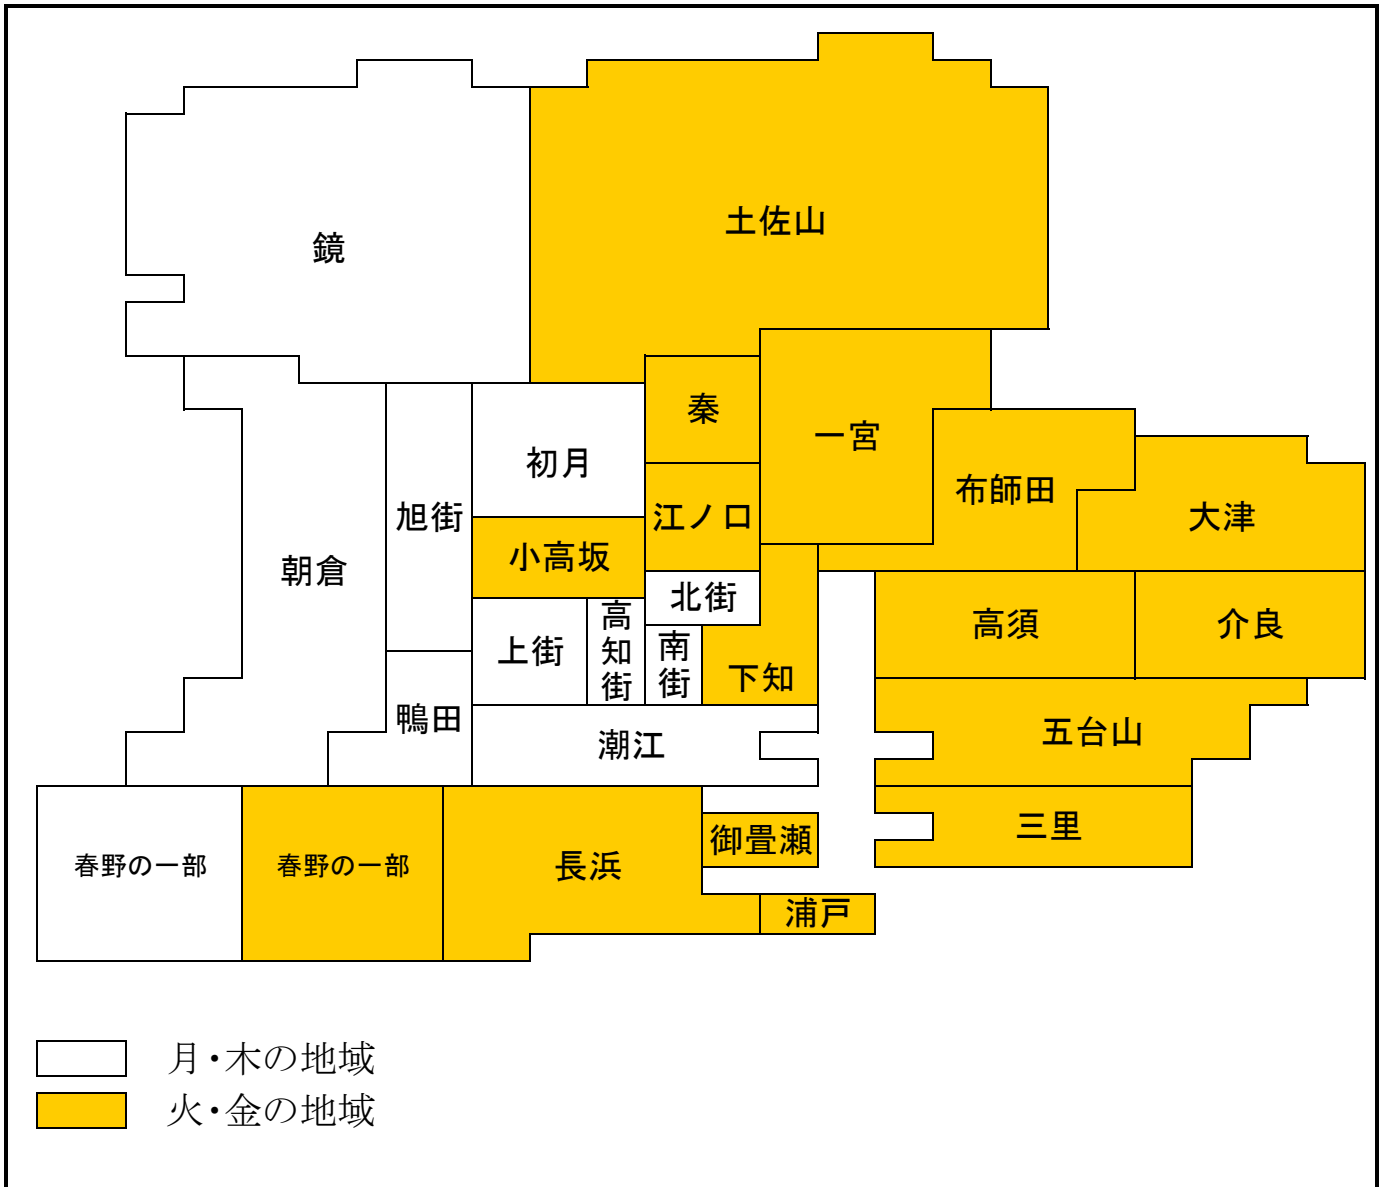 土佐山
鏡
秦
一宮
初月
布師田
旭街
江ノ口
大津
小高坂
朝倉
北街
高知街
高須
介良
上街
南街
下知
鴨田
潮江
五台山
三里
御畳瀬
春野の一部
春野の一部
長浜
浦戸
月・木の地域
火・金の地域